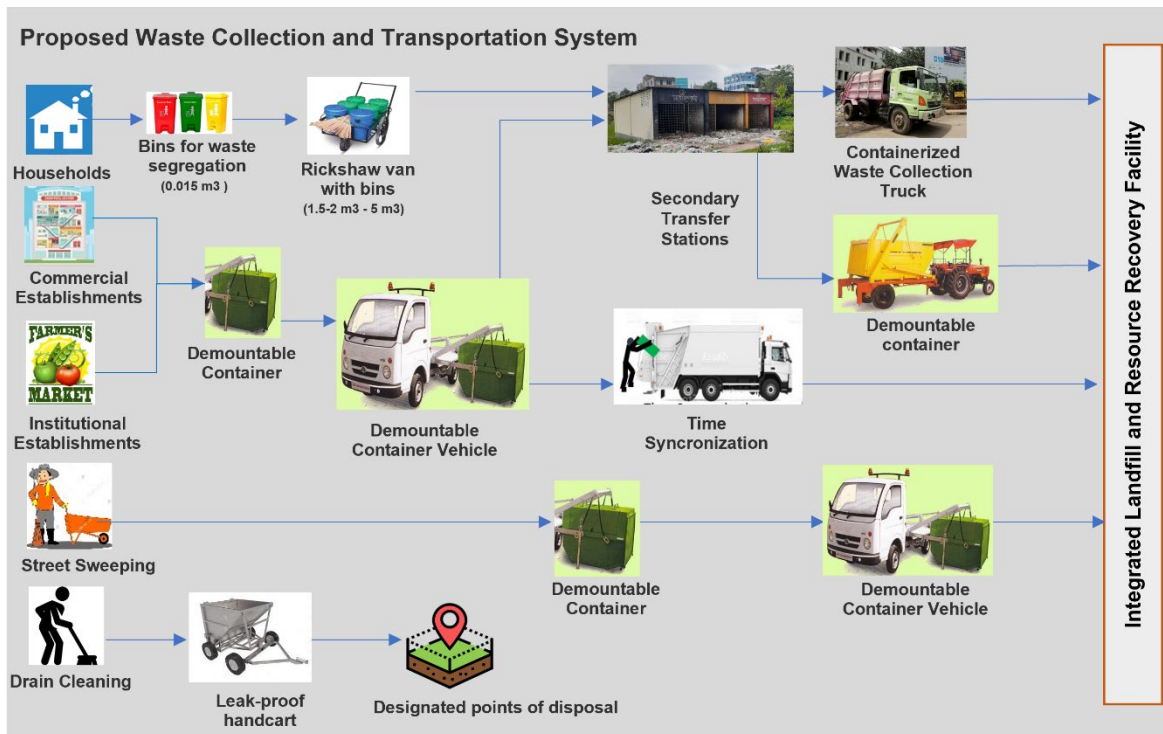 Proposed Waste Collection and Transportation System
Households
Bins for waste
segregation
(0.015 m3 )
Rickshaw van
with bins
(1.5-2 m3 - 5 m3)
Secondary
Transfer
Stations
Containerized
Waste Collection
Truck
Commercial
Establishments
Demountable
Container
Demountable
Container Vehicle
Demountable
container
FARMER'S
MARKET
Institutional
Establishments
Time
Syncronization
Street Sweeping
Demountable
Container
Demountable
Container Vehicle
Drain Cleaning
Leak-proof
handcart
Designated points of disposal
Integrated Landfill and Resource Recovery Facility